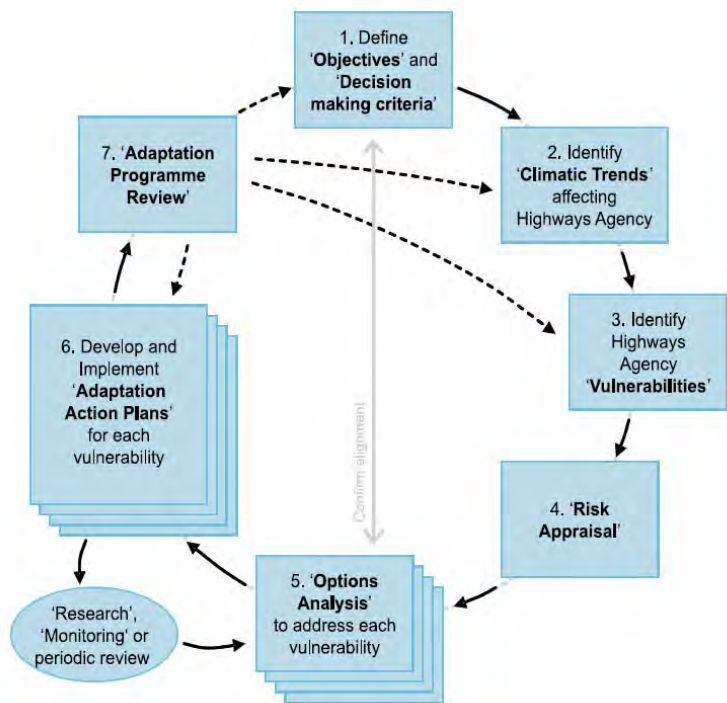 1. Define
‘Objectives’ and
‘Decision
making criteria’
2. Identify
‘Climatic Trends’
affecting
Highways Agency
3. Identify
Highways
Agency
‘Vulnerabilities’
4. ‘Risk
Appraisal’
5. ‘Options
Analysis’
to address each
vulnerability
6. Develop and
Implement
‘Adaptation
Action Plans’
for each
vulnerability
‘Research’,
‘Monitoring’ or
periodic review
7. ‘Adaptation
Programme
Review’
Confirm alignment